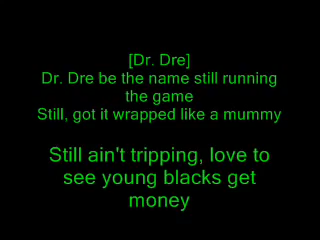 [Dr. Dre]
Dr. Dre be the name still running
the game
Still, got it wrapped like a mummy
Still ain't tripping, love to
see young blacks get
money